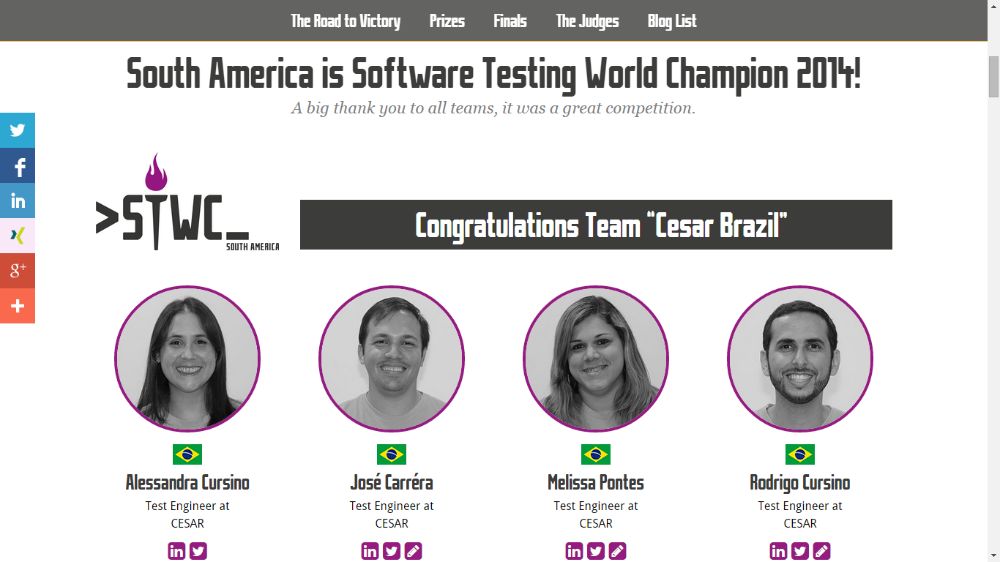 The Road to Victory Prizes Finals The Judges Blog List
South America is Software Testing World Champion 2014!
A big thank you to all teams, it was a great competition.
>STWC_
SOUTH AMERICA
Congratulations Team “Cesar Brazil”
Alessandra Cursino
Test Engineer at
CESAR
José Carréra
Test Engineer at
CESAR
Melissa Pontes
Test Engineer at
CESAR
Rodrigo Cursino
Test Engineer at
CESAR